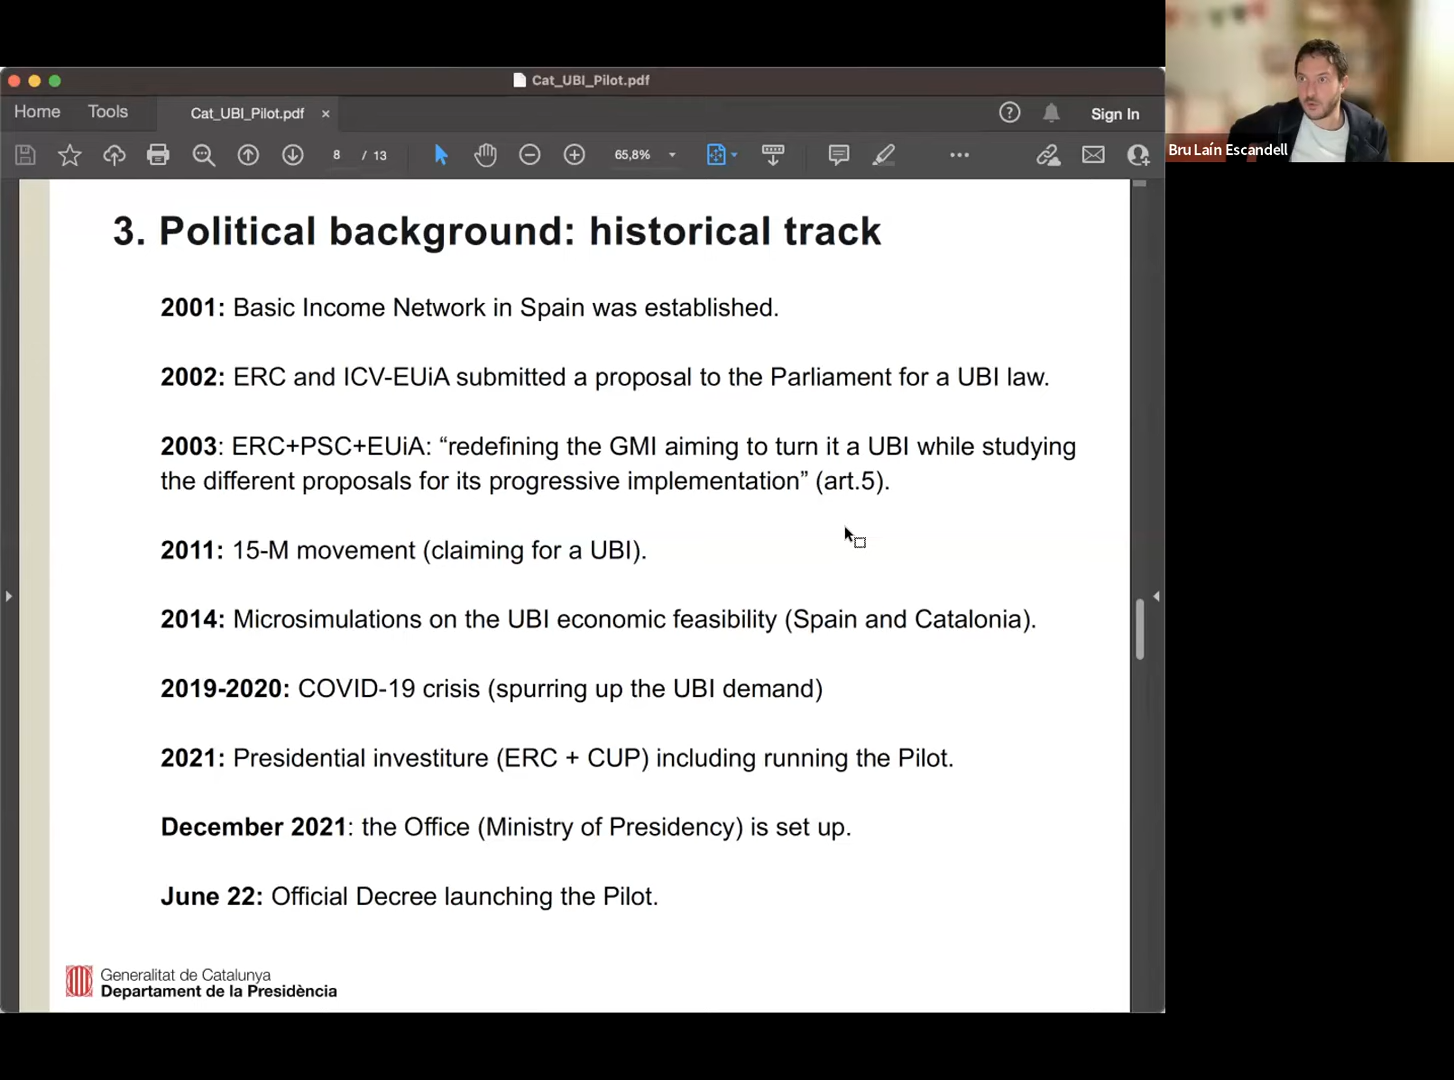 Cat_UBI_Pilot.pdf
Home Tools Cat_UBI_Pilot.pdf × Sign In
8 / 13 65,8%
Bru Laín Escandell
3. Political background: historical track
2001: Basic Income Network in Spain was established.
2002: ERC and ICV-EUiA submitted a proposal to the Parliament for a UBI law.
2003: ERC+PSC+EUiA: “redefining the GMI aiming to turn it a UBI while studying
the different proposals for its progressive implementation” (art.5).
2011: 15-M movement (claiming for a UBI).
2014: Microsimulations on the UBI economic feasibility (Spain and Catalonia).
2019-2020: COVID-19 crisis (spurring up the UBI demand)
2021: Presidential investiture (ERC + CUP) including running the Pilot.
December 2021: the Office (Ministry of Presidency) is set up.
June 22: Official Decree launching the Pilot.
Generalitat de Catalunya
Departament de la Presidència